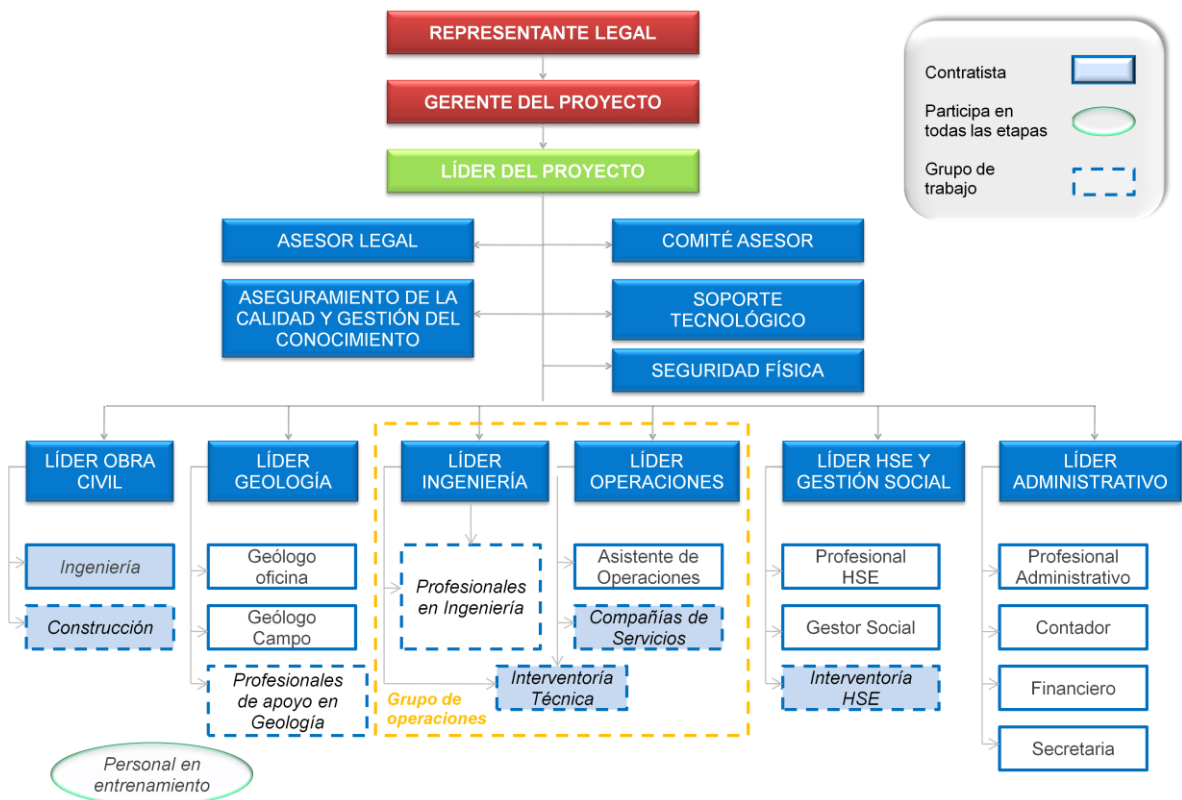 REPRESENTANTE LEGAL
GERENTE DEL PROYECTO
LÍDER DEL PROYECTO
Contratista
Participa en
todas las etapas
Grupo de
trabajo
ASESOR LEGAL
COMITÉ ASESOR
ASEGURAMIENTO DE LA
CALIDAD Y GESTIÓN DEL
CONOCIMIENTO
SOPORTE
TECNOLÓGICO
SEGURIDAD FÍSICA
LÍDER OBRA
CIVIL
Ingeniería
Construcción
LÍDER
GEOLOGÍA
Geólogo
oficina
Geólogo
Campo
Profesionales
de apoyo en
Geología
LÍDER
INGENIERÍA
Profesionales
en Ingeniería
LÍDER
OPERACIONES
Asistente de
Operaciones
Compañías de
Servicios
Interventoría
Técnica
Grupo de
operaciones
LÍDER HSE Y
GESTIÓN SOCIAL
Profesional
HSE
Gestor Social
Interventoría
HSE
LÍDER
ADMINISTRATIVO
Profesional
Administrativo
Contador
Financiero
Secretaria
Personal en
entrenamiento